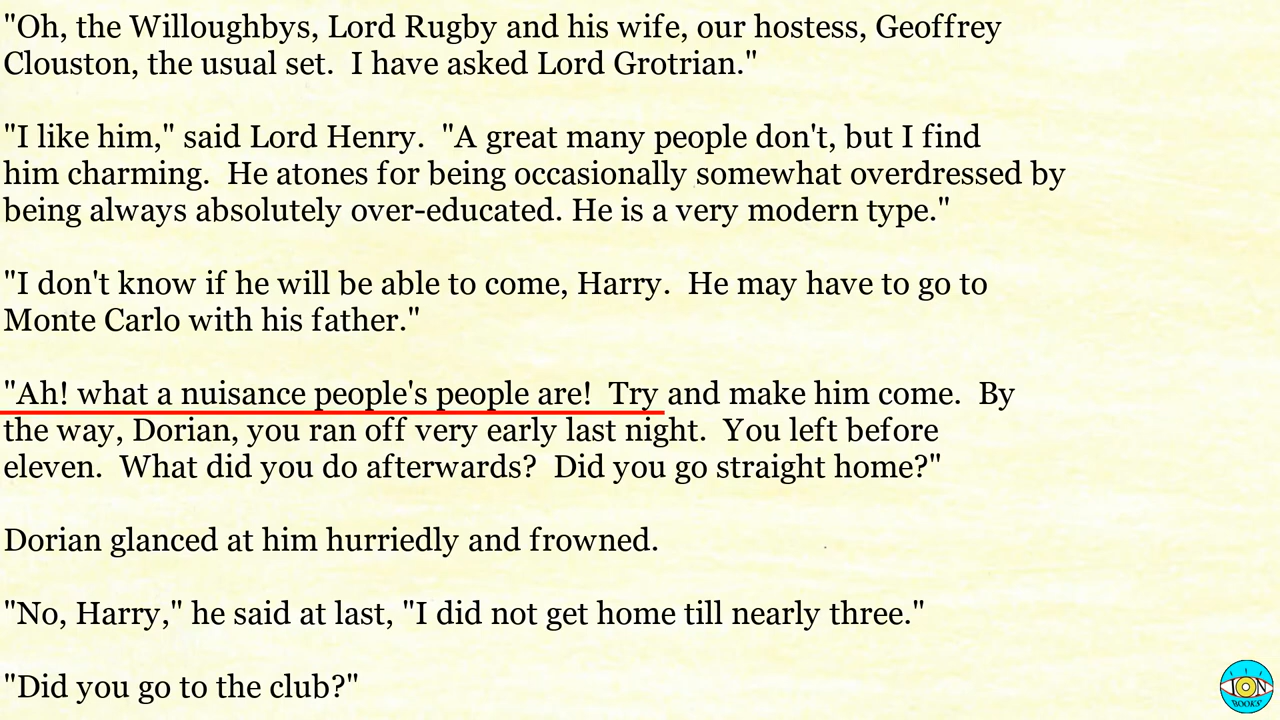 "Oh, the Willoughbys, Lord Rugby and his wife, our hostess, Geoffrey
Clouston, the usual set.  I have asked Lord Grotrian."
"I like him," said Lord Henry.  "A great many people don't, but I find
him charming.  He atones for being occasionally somewhat overdressed by
being always absolutely over-educated. He is a very modern type."
"I don't know if he will be able to come, Harry.  He may have to go to
Monte Carlo with his father."
"Ah! what a nuisance people's people are!  Try and make him come.  By
the way, Dorian, you ran off very early last night.  You left before
eleven.  What did you do afterwards?  Did you go straight home?"
Dorian glanced at him hurriedly and frowned.
"No, Harry," he said at last, "I did not get home till nearly three."
"Did you go to the club?"
ION
BOOKS